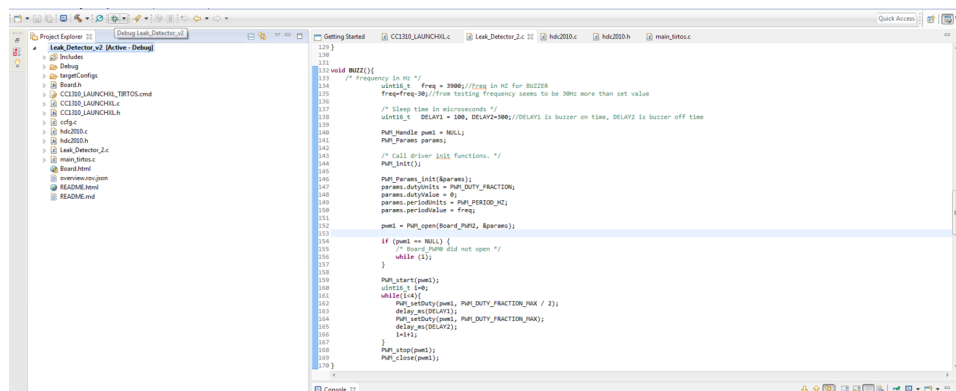 Quick Access
Project Explorer
Debug Leak_Detector_v2
Leak_Detector_v2 [Active - Debug]
Includes
Debug
targetConfigs
Board.h
CC1310_LAUNCHXL_TIRTOS.cmd
CC1310_LAUNCHXL.c
CC1310_LAUNCHXL.h
ccfg.c
hdc2010.c
hdc2010.h
Leak_Detector_2.c
main_tirtos.c
Board.html
overview.rov.json
README.html
README.md
Getting Started
CC1310_LAUNCHXL.c
Leak_Detector_2.c
hdc2010.c
hdc2010.h
main_tirtos.c
129 }
130
131
132 void BUZZ(){
133 /* Frequency in Hz */
134 uint16_t freq = 3900;//Freq in HZ for BUZZER
135 freq=freq-30;//from testing frequency seems to be 30Hz more than set value
136
137 /* Sleep time in microseconds */
138 uint16_t DELAY1 = 100, DELAY2=300;//DELAY1 is buzzer on time, DELAY2 is buzzer off time
139
140 PWM_Handle pwm1 = NULL;
141 PWM_Params params;
142
143 /* Call driver init functions. */
144 PWM_init();
145
146 PWM_Params_init(&params);
147 params.dutyUnits = PWM_DUTY_FRACTION;
148 params.dutyValue = 0;
149 params.periodUnits = PWM_PERIOD_HZ;
150 params.periodValue = freq;
151
152 pwm1 = PWM_open(Board_PWM2, &params);
153
154 if (pwm1 == NULL) {
155 /* Board_PWM0 did not open */
156 while (1);
157 }
158
159 PWM_start(pwm1);
160 uint16_t i=0;
161 while(i<4){
162 PWM_setDuty(pwm1, PWM_DUTY_FRACTION_MAX / 2);
163 delay_ms(DELAY1);
164 PWM_setDuty(pwm1, PWM_DUTY_FRACTION_MAX);
165 delay_ms(DELAY2);
166 i=i+1;
167 }
168 PWM_stop(pwm1);
169 PWM_close(pwm1);
170 }
Console